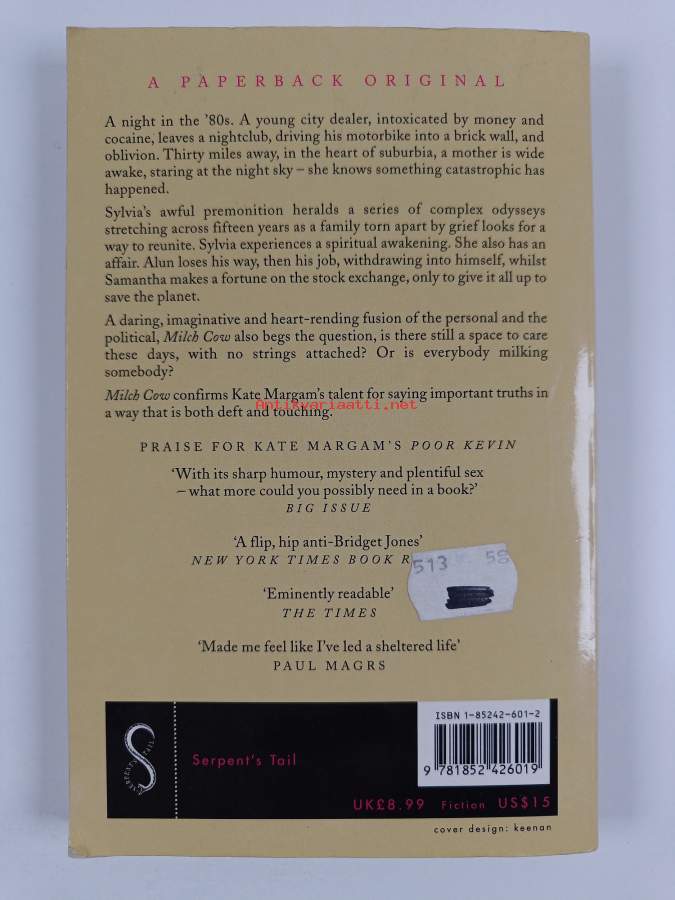 A PAPERBACK ORIGINAL
A night in the ’80s. A young city dealer, intoxicated by money and
cocaine, leaves a nightclub, driving his motorbike into a brick wall, and
oblivion. Thirty miles away, in the heart of suburbia, a mother is wide
awake, staring at the night sky – she knows something catastrophic has
happened.
Sylvia’s awful premonition heralds a series of complex odysseys
stretching across fifteen years as a family torn apart by grief looks for a
way to reunite. Sylvia experiences a spiritual awakening. She also has an
affair. Alun loses his way, then his job, withdrawing into himself, whilst
Samantha makes a fortune on the stock exchange, only to give it all up to
save the planet.
A daring, imaginative and heart-rending fusion of the personal and the
political, Milch Cow also begs the question, is there still a space to care
these days, with no strings attached? Or is everybody milking
somebody?
Milch Cow confirms Kate Margam’s talent for saying important truths in
Antikvariaatti.net
a way that is both deft and touching.
PRAISE FOR KATE MARGAM’S POOR KEVIN
‘With its sharp humour, mystery and plentiful sex
– what more could you possibly need in a book?’
BIG ISSUE
‘A flip, hip anti-Bridget Jones’
NEW YORK TIMES BOOK R
513 58
‘Eminently readable’
THE TIMES
‘Made me feel like I’ve led a sheltered life’
PAUL MAGRS
ISBN 1-85242-601-2
A SERPENT'S TAIL
Serpent's Tail
9 781852 426019
UK£8.99 Fiction US$15
cover design: keenan